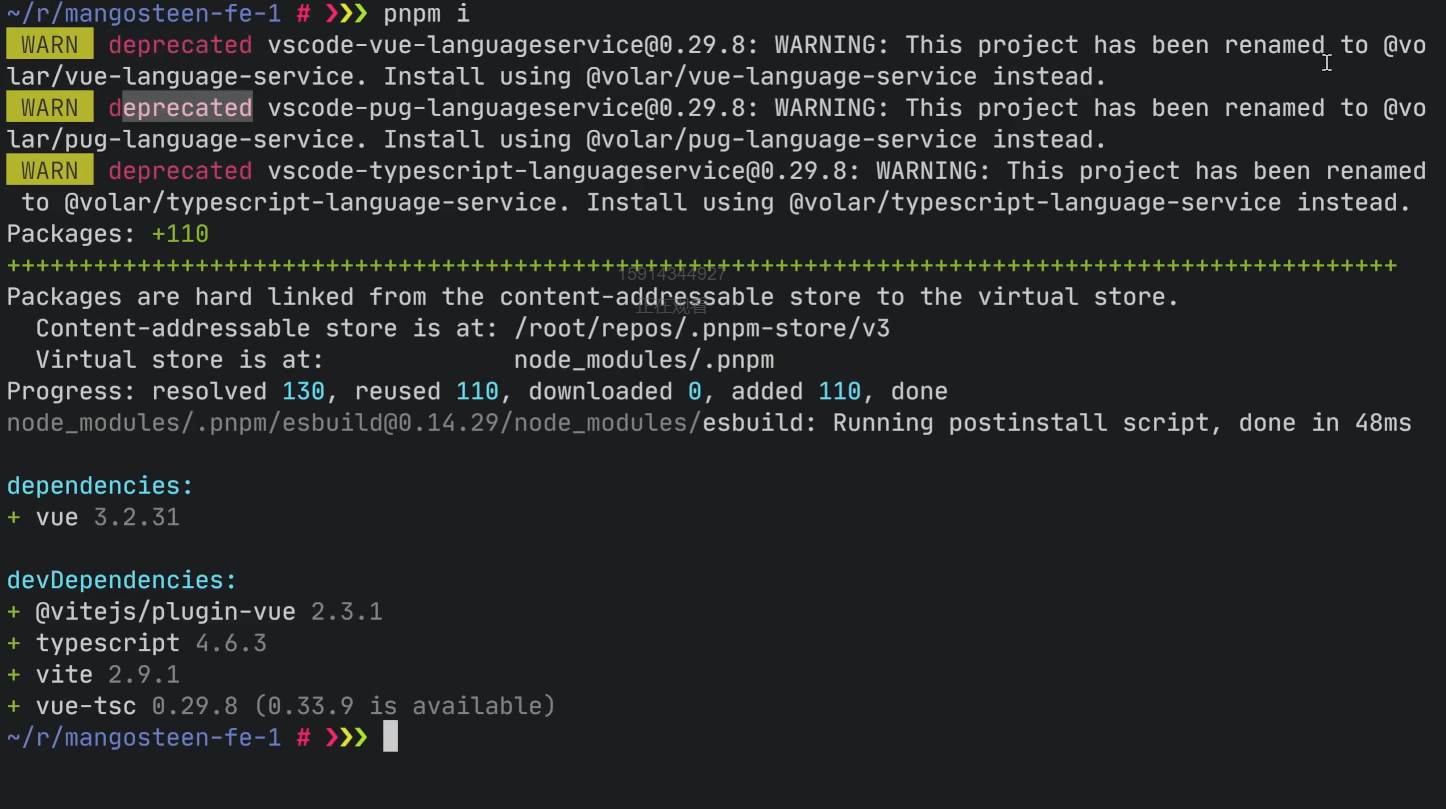 ~/r/mangosteen-fe-1 # ❯❯❯ pnpm i
WARN deprecated vscode-vue-languageservice@0.29.8: WARNING: This project has been renamed to @vo
lar/vue-language-service. Install using @volar/vue-language-service instead.
WARN deprecated vscode-pug-languageservice@0.29.8: WARNING: This project has been renamed to @vo
lar/pug-language-service. Install using @volar/pug-language-service instead.
WARN deprecated vscode-typescript-languageservice@0.29.8: WARNING: This project has been renamed
to @volar/typescript-language-service. Install using @volar/typescript-language-service instead.
Packages: +110
++++++++++++++++++++++++++++++++++++++++++++++++++++++++++++++++++++++++++++++++++++++++++++++++
15914344927
Packages are hard linked from the content-addressable store to the virtual store.
正在观看
Content-addressable store is at: /root/repos/.pnpm-store/v3
Virtual store is at: node_modules/.pnpm
Progress: resolved 130, reused 110, downloaded 0, added 110, done
node_modules/.pnpm/esbuild@0.14.29/node_modules/esbuild: Running postinstall script, done in 48ms
dependencies:
+ vue 3.2.31
devDependencies:
+ @vitejs/plugin-vue 2.3.1
+ typescript 4.6.3
+ vite 2.9.1
+ vue-tsc 0.29.8 (0.33.9 is available)
~/r/mangosteen-fe-1 # ❯❯❯